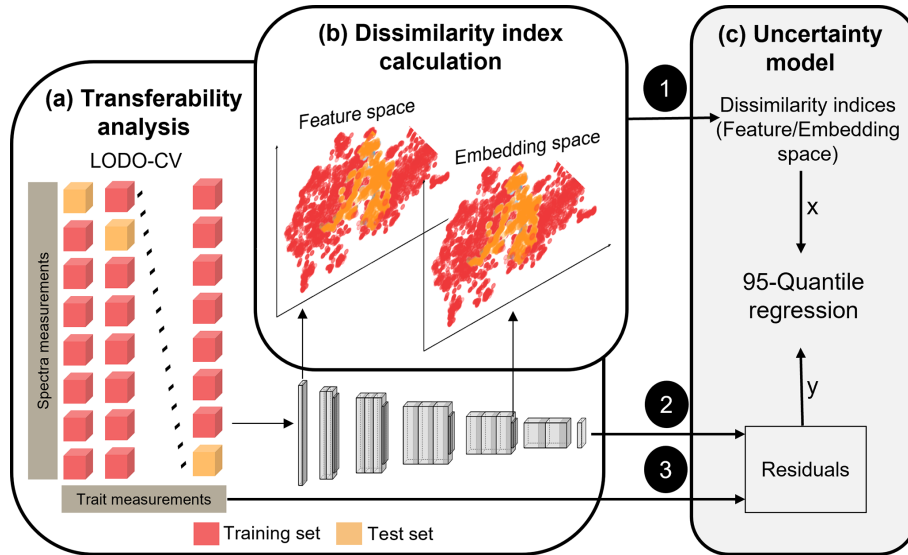 (a) Transferability
analysis
LODO-CV
Spectra measurements
Trait measurements
Training set
Test set
(b) Dissimilarity index
calculation
Feature space
Embedding space
1
2
3
(c) Uncertainty
model
Dissimilarity indices
(Feature/Embedding
space)
x
95-Quantile
regression
y
Residuals